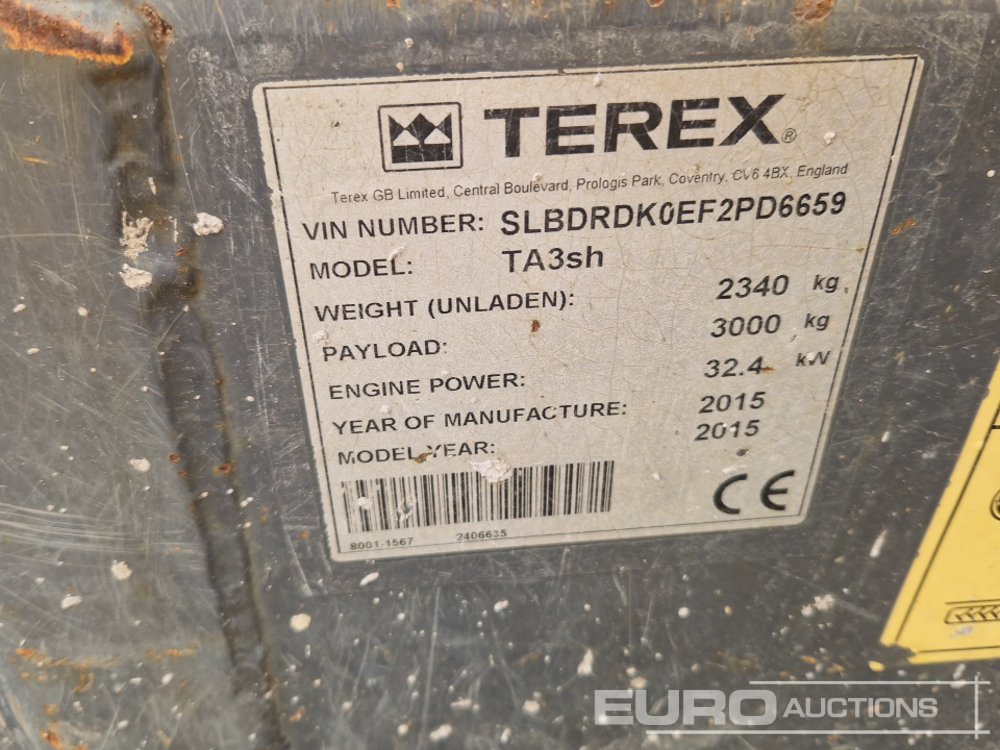 TEREX®
Terex GB Limited, Central Boulevard, Prologis Park, Coventry, CV6 4BX, England
VIN NUMBER: SLBDRDK0EF2PD6659
MODEL: TA3sh
WEIGHT (UNLADEN): 2340 kg
PAYLOAD: 3000 kg
ENGINE POWER: 32.4 kW
YEAR OF MANUFACTURE: 2015
MODEL YEAR: 2015
CE
8001-1567 2406635
EURO AUCTIONS